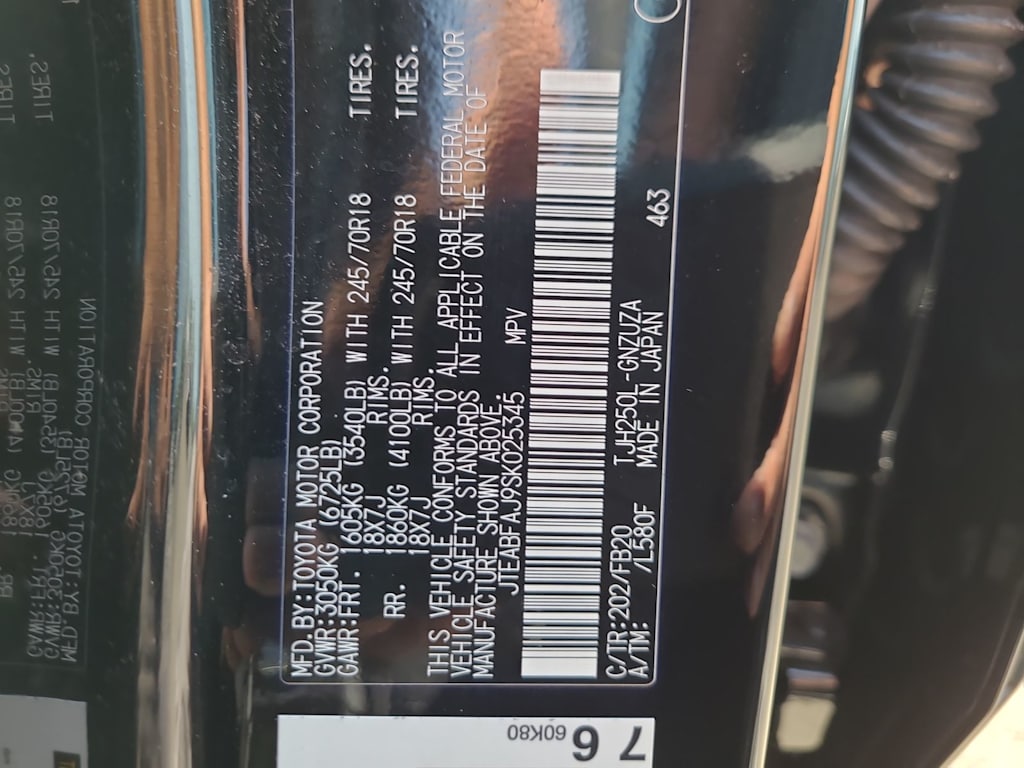 MFD.BY:TOYOTA MOTOR CORPORATION
GVWR:3050KG (6725LB)
GAWR:FRT. 1605KG (3540LB) WITH 245/70R18 TIRES.
18X7J RIMS.
RR. 1860KG (4100LB) WITH 245/70R18 TIRES.
18X7J RIMS.
THIS VEHICLE CONFORMS TO ALL APPLICABLE FEDERAL MOTOR
VEHICLE SAFETY STANDARDS IN EFFECT ON THE DATE OF
MANUFACTURE SHOWN ABOVE.
JTEABFAJ9SK025345 MPV
C/TR:202/FB20 TJH250L-GNZUZA
A/TM: /L580F MADE IN JAPAN 463
76 60K80